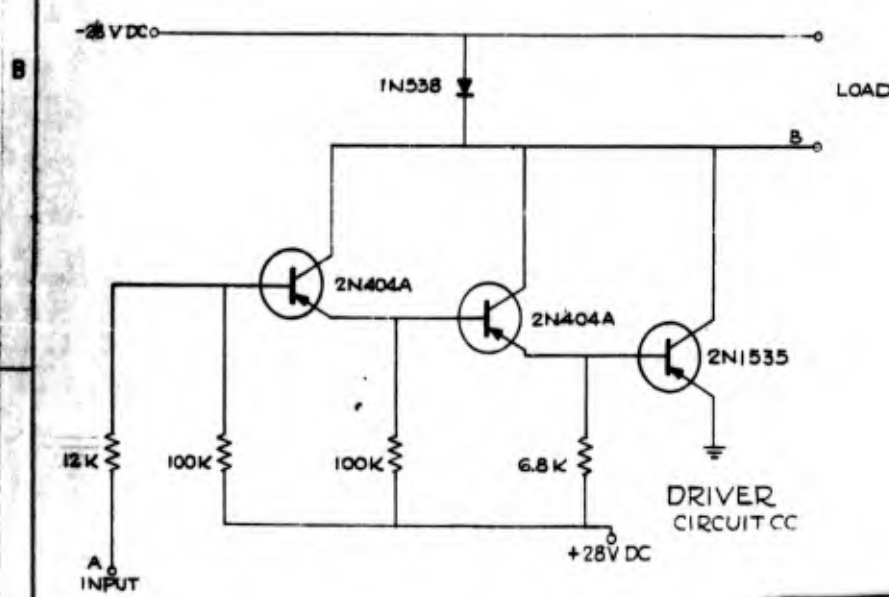 -28 V DC
B
1N538
LOAD
B
2N404A
2N404A
2N1535
12K
100K
100K
6.8K
DRIVER
CIRCUIT CC
+28V DC
A
INPUT